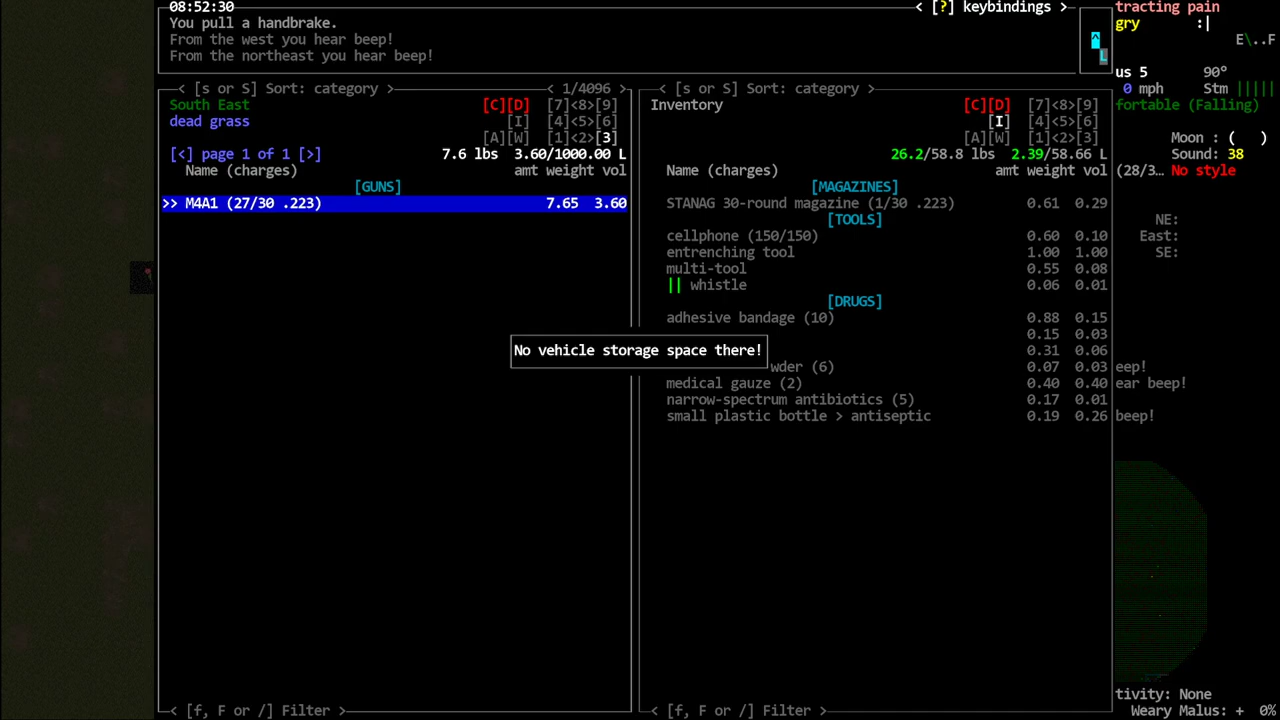 08:52:30
< [?] keybindings >
tracting pain
You pull a handbrake.
gry :
From the west you hear beep!
^
E\..F
From the northeast you hear beep!
L
us 5 90°
0 mph Stm |||||
< [s or S] Sort: category > < 1/4096 >
< [s or S] Sort: category >
South East [C][D] [7]<8>[9]
Inventory [C][D] [7]<8>[9]
fortable (Falling)
dead grass [I] [4]<5>[6]
[I] [4]<5>[6]
[A][W] [1]<2>[3]
[A][W] [1]<2>[3]
Moon : ( )
[<] page 1 of 1 [>] 7.6 lbs 3.60/1000.00 L
26.2/58.8 lbs 2.39/58.66 L
Sound: 38
Name (charges) amt weight vol
Name (charges) amt weight vol
(28/3… No style
[GUNS]
[MAGAZINES]
>> M4A1 (27/30 .223) 7.65 3.60
STANAG 30-round magazine (1/30 .223) 0.61 0.29
[TOOLS]
NE:
cellphone (150/150) 0.60 0.10
East:
entrenching tool 1.00 1.00
SE:
multi-tool 0.55 0.08
|| whistle 0.06 0.01
[DRUGS]
adhesive bandage (10) 0.88 0.15
0.15 0.03
No vehicle storage space there!
0.31 0.06
wder (6) 0.07 0.03
eep!
medical gauze (2) 0.40 0.40
ear beep!
narrow-spectrum antibiotics (5) 0.17 0.01
small plastic bottle > antiseptic 0.19 0.26
beep!
tivity: None
< [f, F or /] Filter >
< [f, F or /] Filter >
Weary Malus: + 0%